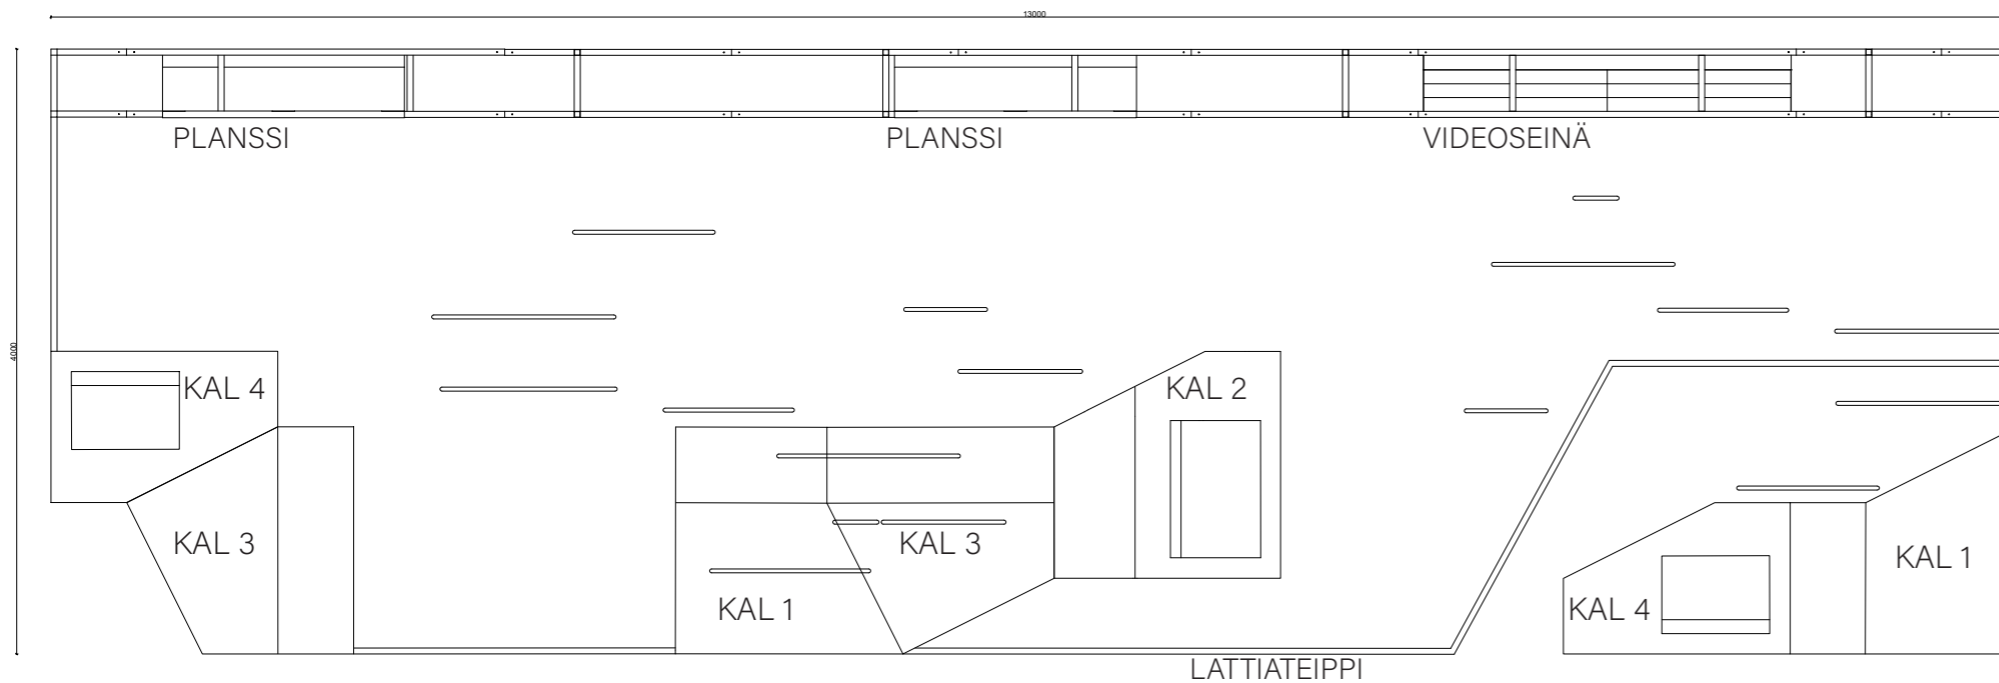 13000
PLANSSI
PLANSSI
VIDEOSEINÄ
4000
KAL 4
KAL 2
KAL 3
KAL 3
KAL 1
KAL 1
KAL 4
LATTIATEIPPI